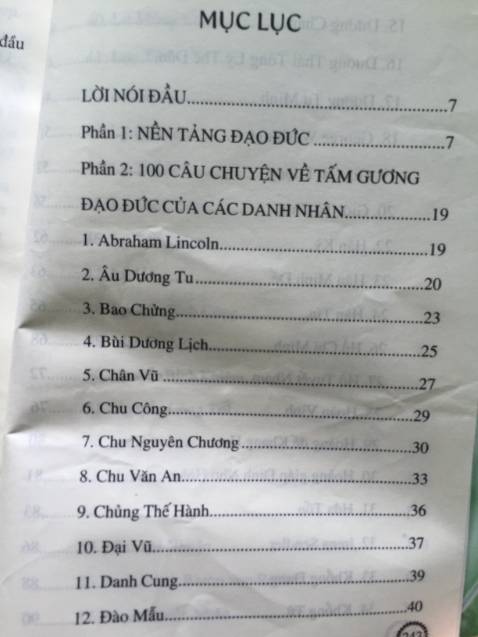 MỤC LỤC
đầu
LỜI NÓI ĐẦU..........7
Phần 1: NỀN TẢNG ĐẠO ĐỨC ..........7
Phần 2: 100 CÂU CHUYỆN VỀ TẤM GƯƠNG
ĐẠO ĐỨC CỦA CÁC DANH NHÂN..........19
1. Abraham Lincoln..........19
2. Âu Dương Tu..........20
3. Bao Chửng..........23
4. Bùi Dương Lịch..........25
5. Chân Vũ ..........27
6. Chu Công..........29
7. Chu Nguyên Chương..........30
8. Chu Văn An..........33
9. Chủng Thế Hành..........36
10. Đại Vũ..........37
11. Danh Cung..........39
12. Đào Mẫu..........40
243